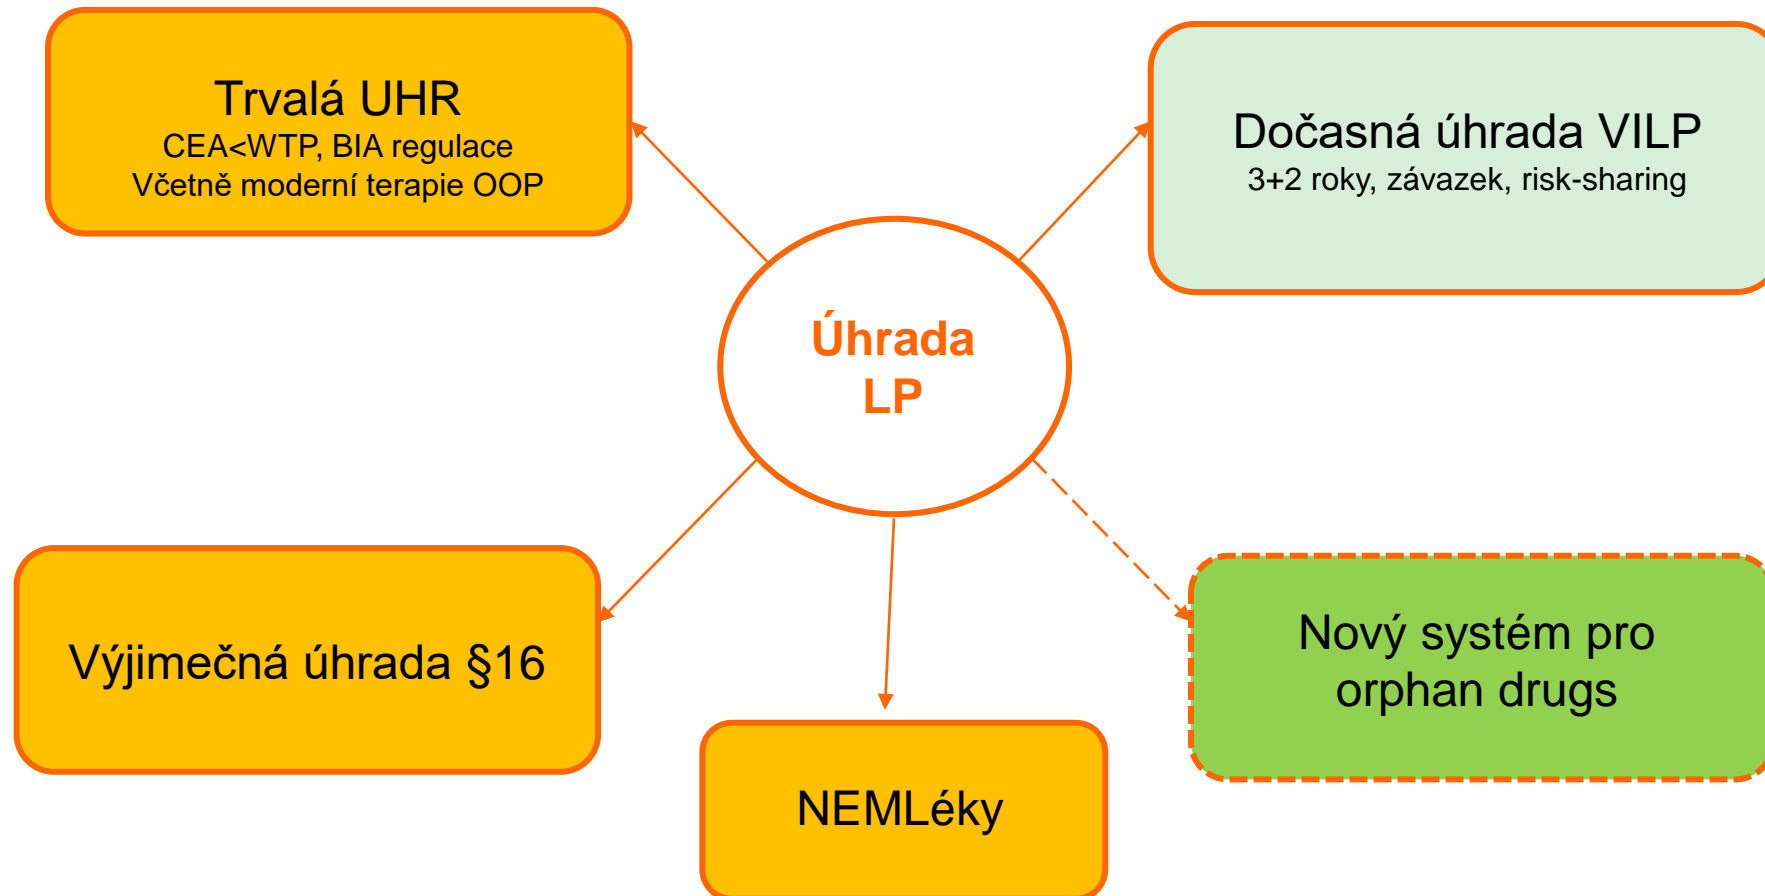 Trvalá UHR
CEA<WTP, BIA regulace
Včetně moderní terapie OOP
Dočasná úhrada VILP
3+2 roky, závazek, risk-sharing
Úhrada
LP
Výjimečná úhrada §16
NEMLéky
Nový systém pro
orphan drugs